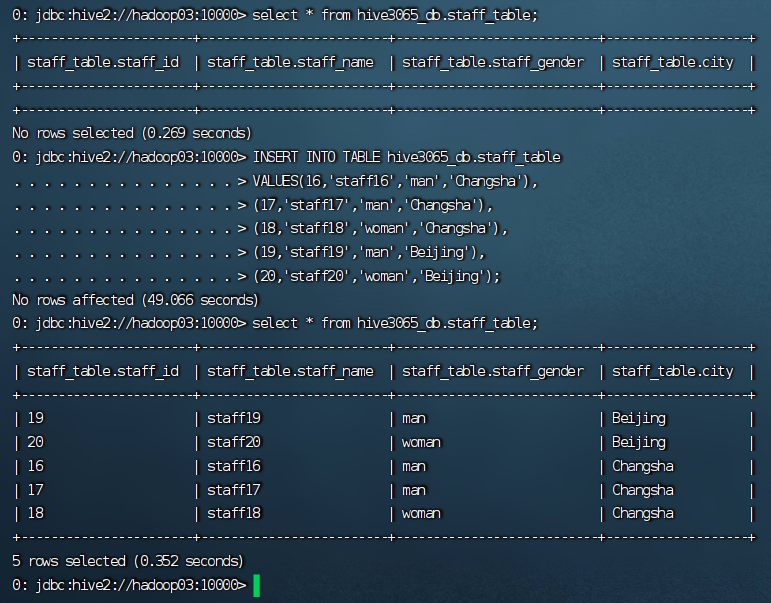 0: jdbc:hive2://hadoop03:10000> select * from hive3065_db.staff_table;
+-----------------------+--------------------------+----------------------------+--------------------+
| staff_table.staff_id | staff_table.staff_name | staff_table.staff_gender | staff_table.city |
+-----------------------+--------------------------+----------------------------+--------------------+
+-----------------------+--------------------------+----------------------------+--------------------+
No rows selected (0.269 seconds)
0: jdbc:hive2://hadoop03:10000> INSERT INTO TABLE hive3065_db.staff_table
. . . . . . . . . . . . . . . > VALUES(16,'staff16','man','Changsha'),
. . . . . . . . . . . . . . . > (17,'staff17','man','Changsha'),
. . . . . . . . . . . . . . . > (18,'staff18','woman','Changsha'),
. . . . . . . . . . . . . . . > (19,'staff19','man','Beijing'),
. . . . . . . . . . . . . . . > (20,'staff20','woman','Beijing');
No rows affected (49.066 seconds)
0: jdbc:hive2://hadoop03:10000> select * from hive3065_db.staff_table;
+-----------------------+--------------------------+----------------------------+--------------------+
| staff_table.staff_id | staff_table.staff_name | staff_table.staff_gender | staff_table.city |
+-----------------------+--------------------------+----------------------------+--------------------+
| 19 | staff19 | man | Beijing |
| 20 | staff20 | woman | Beijing |
| 16 | staff16 | man | Changsha |
| 17 | staff17 | man | Changsha |
| 18 | staff18 | woman | Changsha |
+-----------------------+--------------------------+----------------------------+--------------------+
5 rows selected (0.352 seconds)
0: jdbc:hive2://hadoop03:10000>